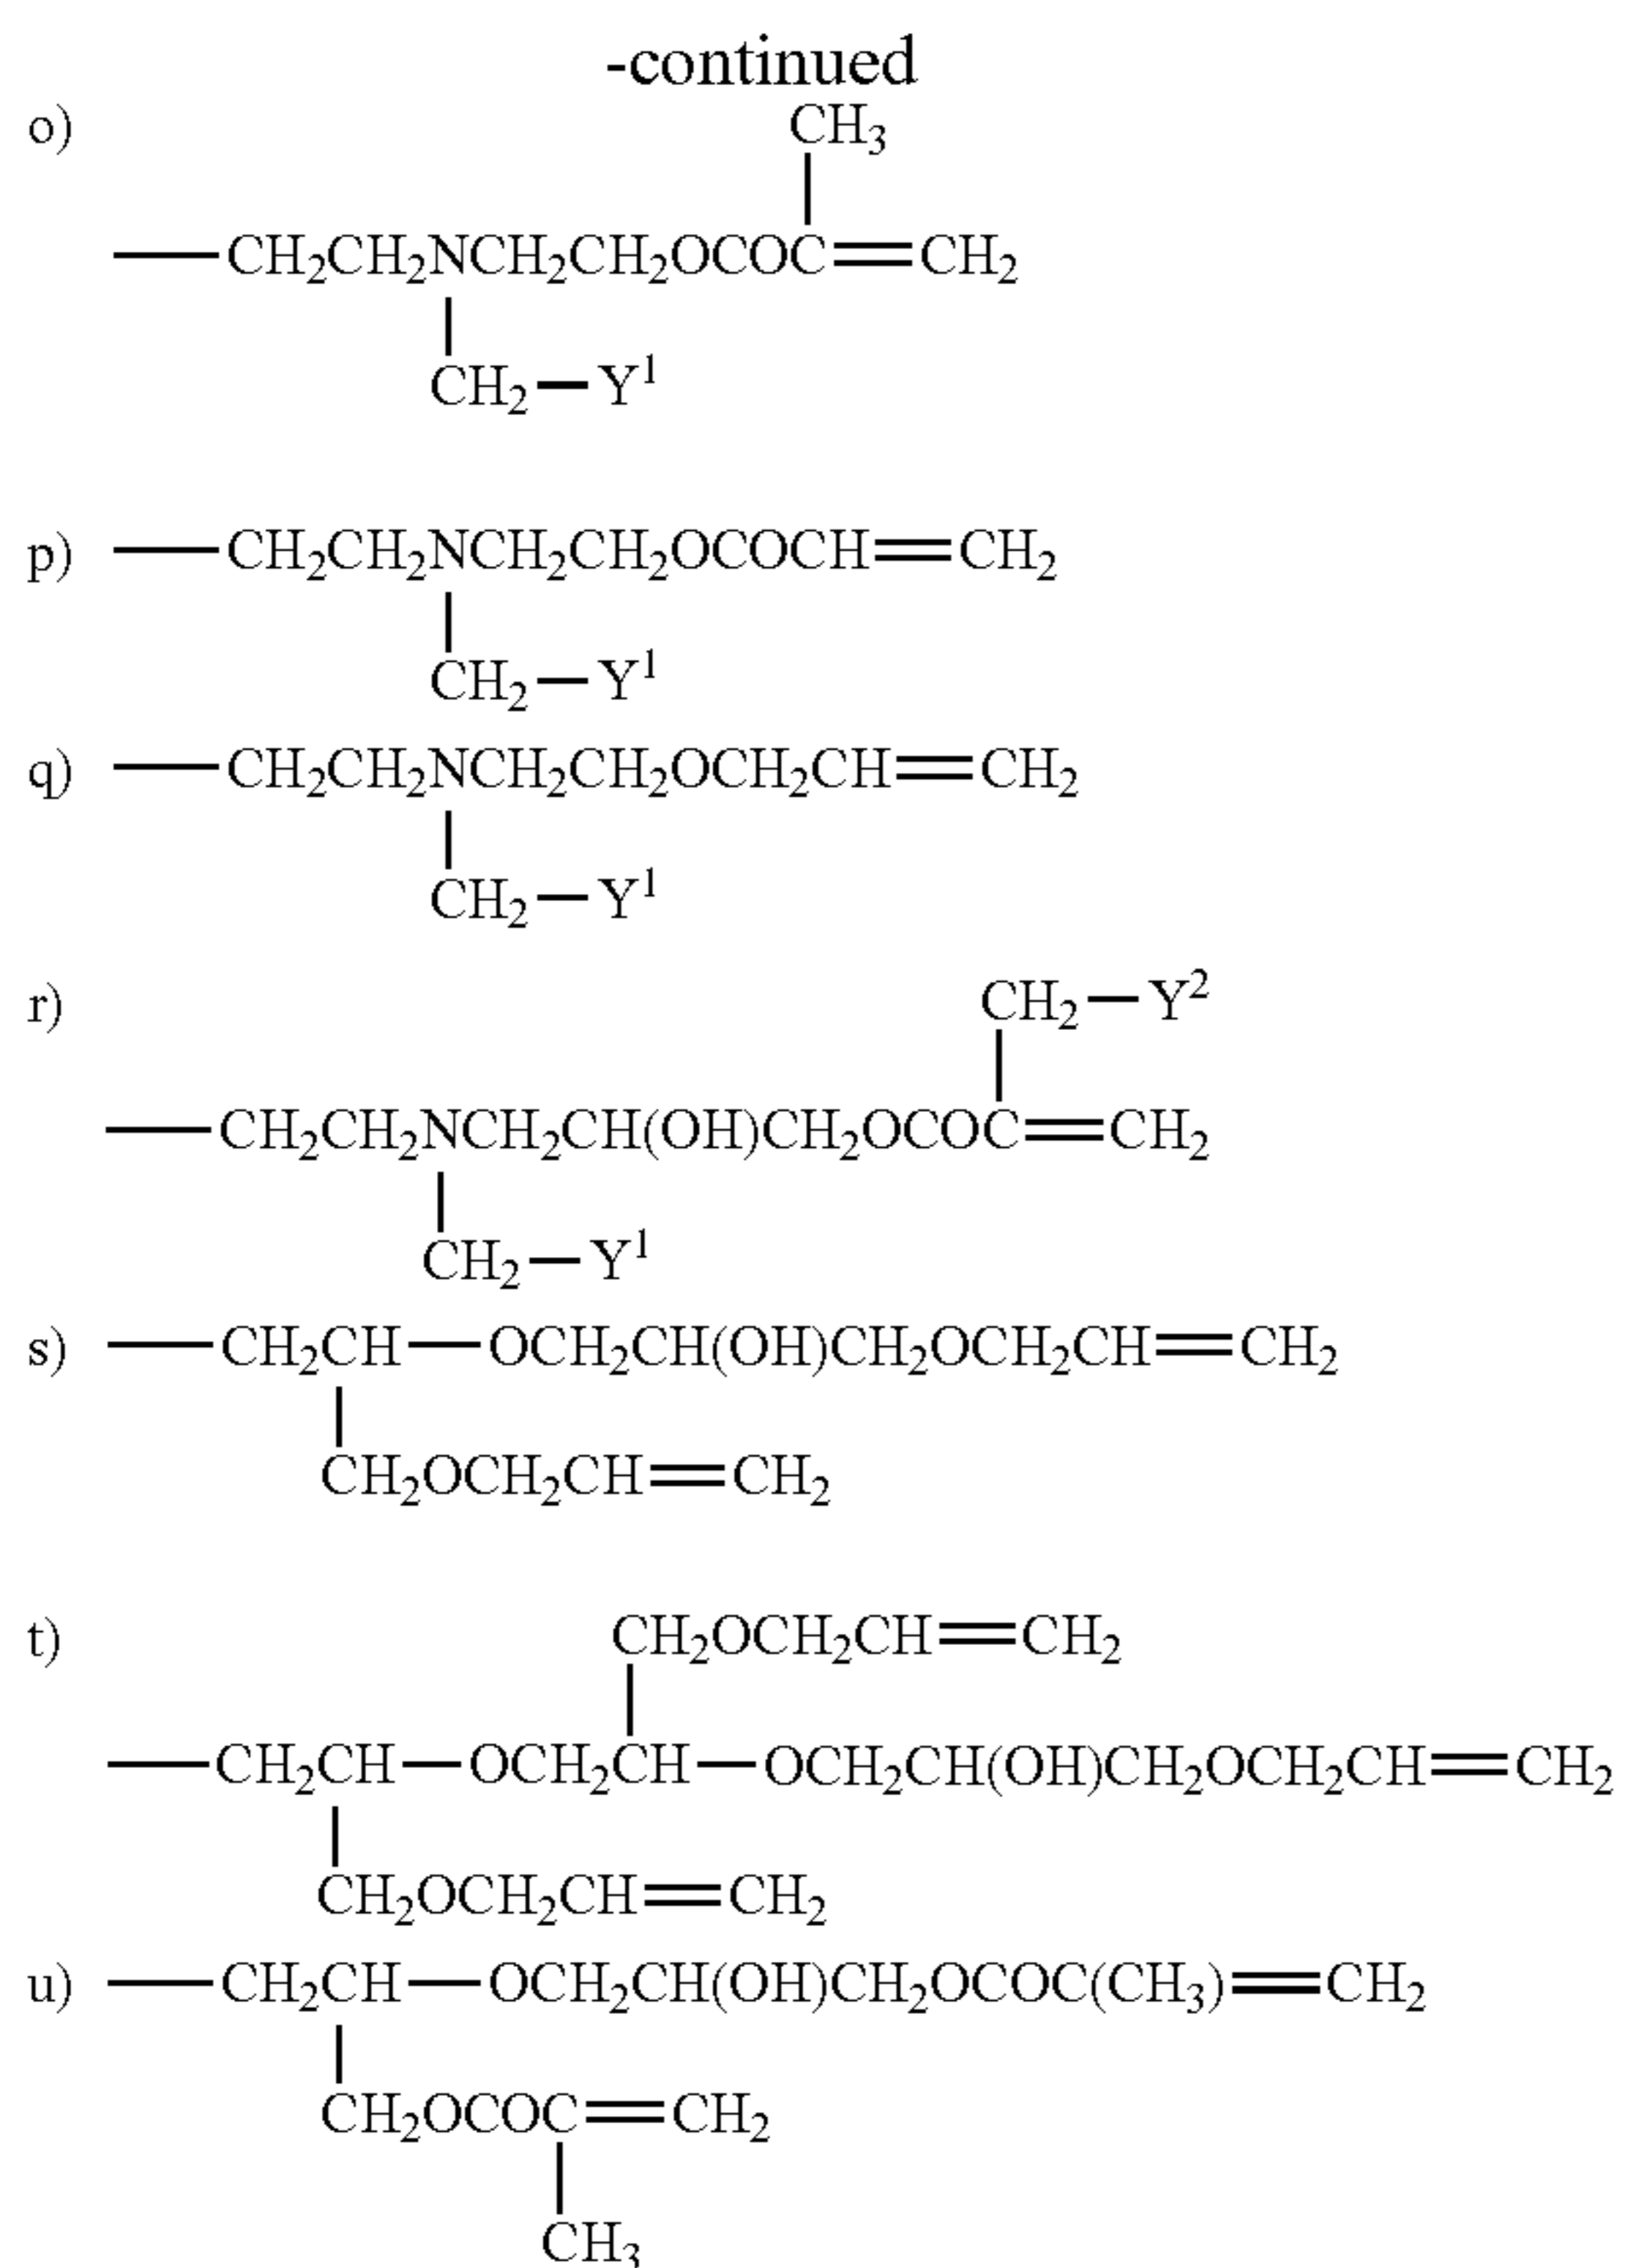 -continued
o)
CH3
—CH2CH2NCH2CH2OCOC=CH2
CH2—Y1
p) —CH2CH2NCH2CH2OCOCH=CH2
CH2—Y1
q) —CH2CH2NCH2CH2OCH2CH=CH2
CH2—Y1
r)
CH2—Y2
—CH2CH2NCH2CH(OH)CH2OCOC=CH2
CH2—Y1
s) —CH2CH—OCH2CH(OH)CH2OCH2CH=CH2
CH2OCH2CH=CH2
t)
CH2OCH2CH=CH2
—CH2CH—OCH2CH—OCH2CH(OH)CH2OCH2CH=CH2
CH2OCH2CH=CH2
u) —CH2CH—OCH2CH(OH)CH2OCOC(CH3)=CH2
CH2OCOC=CH2
CH3